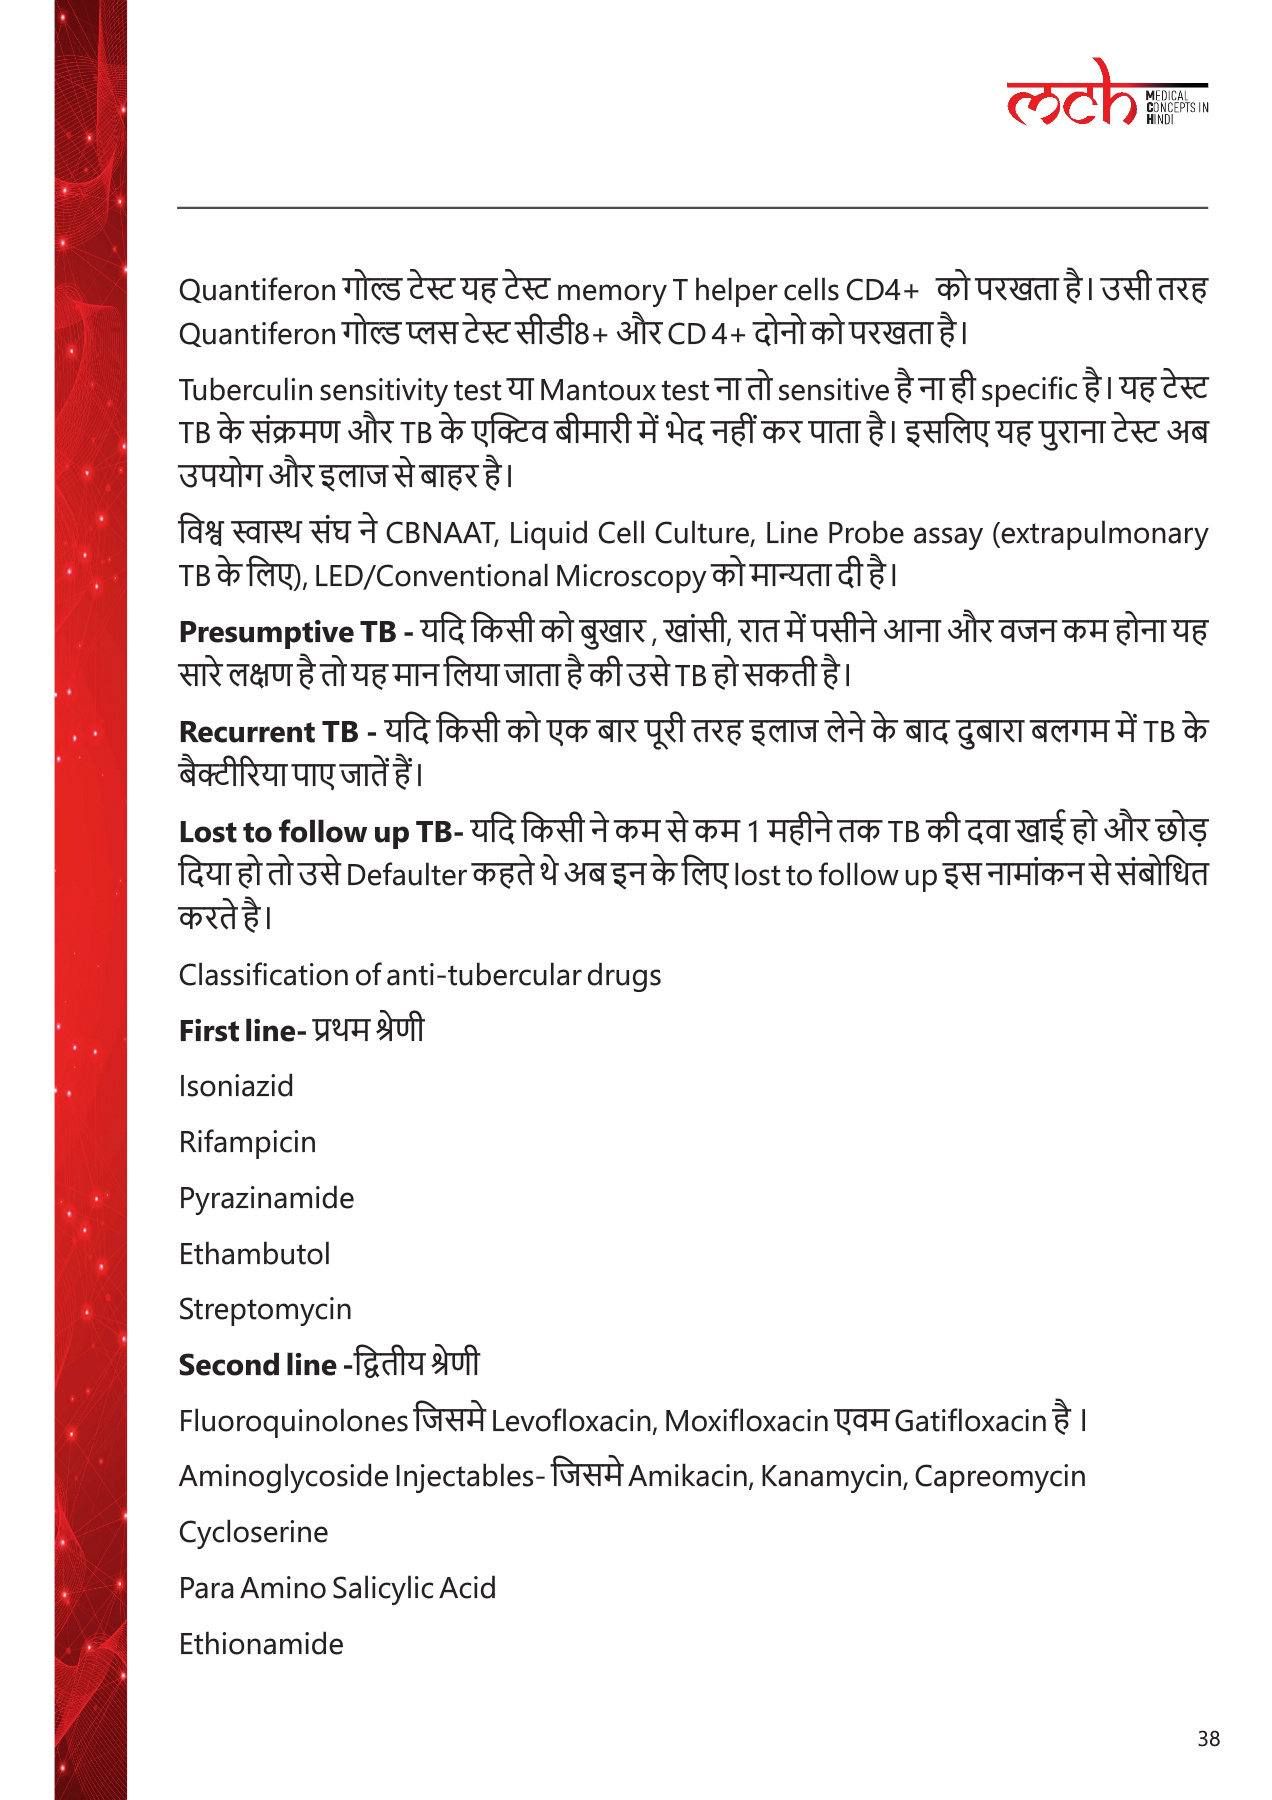 mch MEDICAL
CONCEPTS IN
HINDI
Quantiferon गोल्ड टेस्ट यह टेस्ट memory T helper cells CD4+ को परखता है। उसी तरह
Quantiferon गोल्ड प्लस टेस्ट सीडी8+ और CD 4+ दोनो को परखता है।
Tuberculin sensitivity test या Mantoux test ना तो sensitive है ना ही specific है। यह टेस्ट
TB के संक्रमण और TB के एक्टिव बीमारी में भेद नहीं कर पाता है। इसलिए यह पुराना टेस्ट अब
उपयोग और इलाज से बाहर है।
विश्व स्वास्थ संघ ने CBNAAT, Liquid Cell Culture, Line Probe assay (extrapulmonary
TB के लिए), LED/Conventional Microscopy को मान्यता दी है।
Presumptive TB - यदि किसी को बुखार , खांसी, रात में पसीने आना और वजन कम होना यह
सारे लक्षण है तो यह मान लिया जाता है की उसे TB हो सकती है।
Recurrent TB - यदि किसी को एक बार पूरी तरह इलाज लेने के बाद दुबारा बलगम में TB के
बैक्टीरिया पाए जातें हैं।
Lost to follow up TB- यदि किसी ने कम से कम 1 महीने तक TB की दवा खाई हो और छोड़
दिया हो तो उसे Defaulter कहते थे अब इन के लिए lost to follow up इस नामांकन से संबोधित
करते है।
Classification of anti-tubercular drugs
First line- प्रथम श्रेणी
Isoniazid
Rifampicin
Pyrazinamide
Ethambutol
Streptomycin
Second line -द्वितीय श्रेणी
Fluoroquinolones जिसमे Levofloxacin, Moxifloxacin एवम Gatifloxacin है ।
Aminoglycoside Injectables- जिसमे Amikacin, Kanamycin, Capreomycin
Cycloserine
Para Amino Salicylic Acid
Ethionamide
38